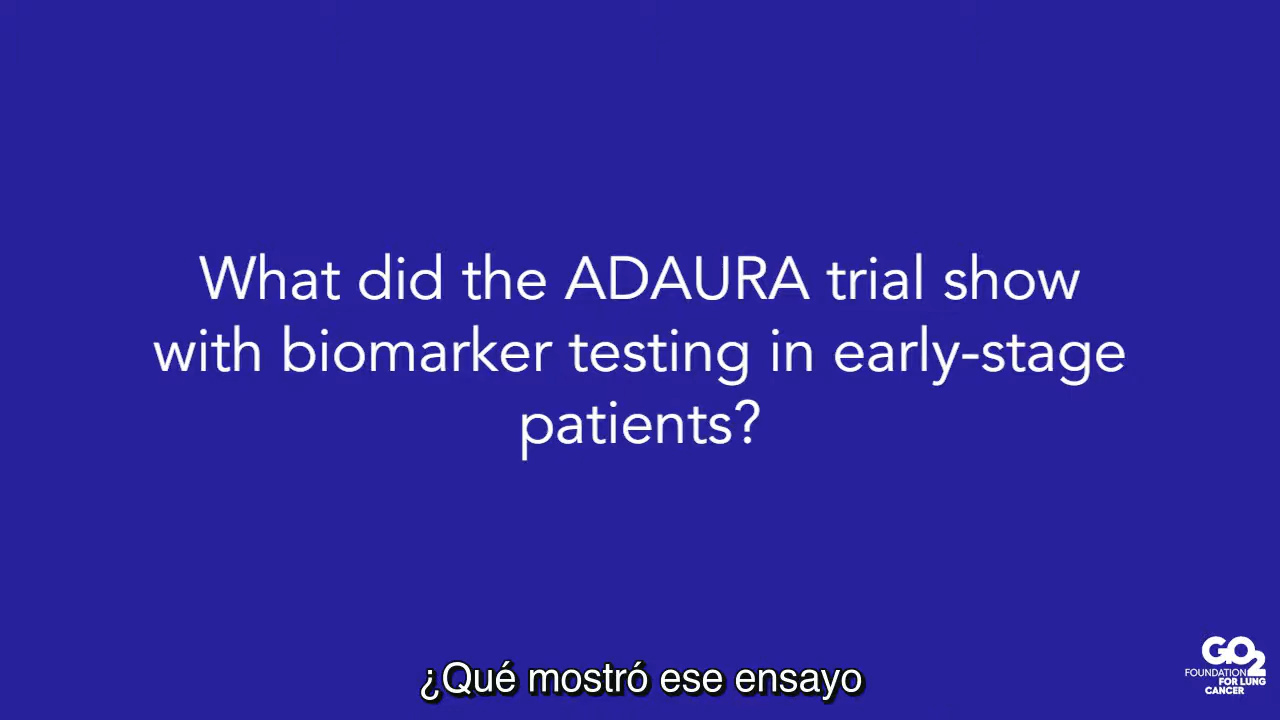 What did the ADAURA trial show
with biomarker testing in early-stage
patients?
¿Qué mostró ese ensayo
GO2
FOUNDATION
FOR LUNG
CANCER